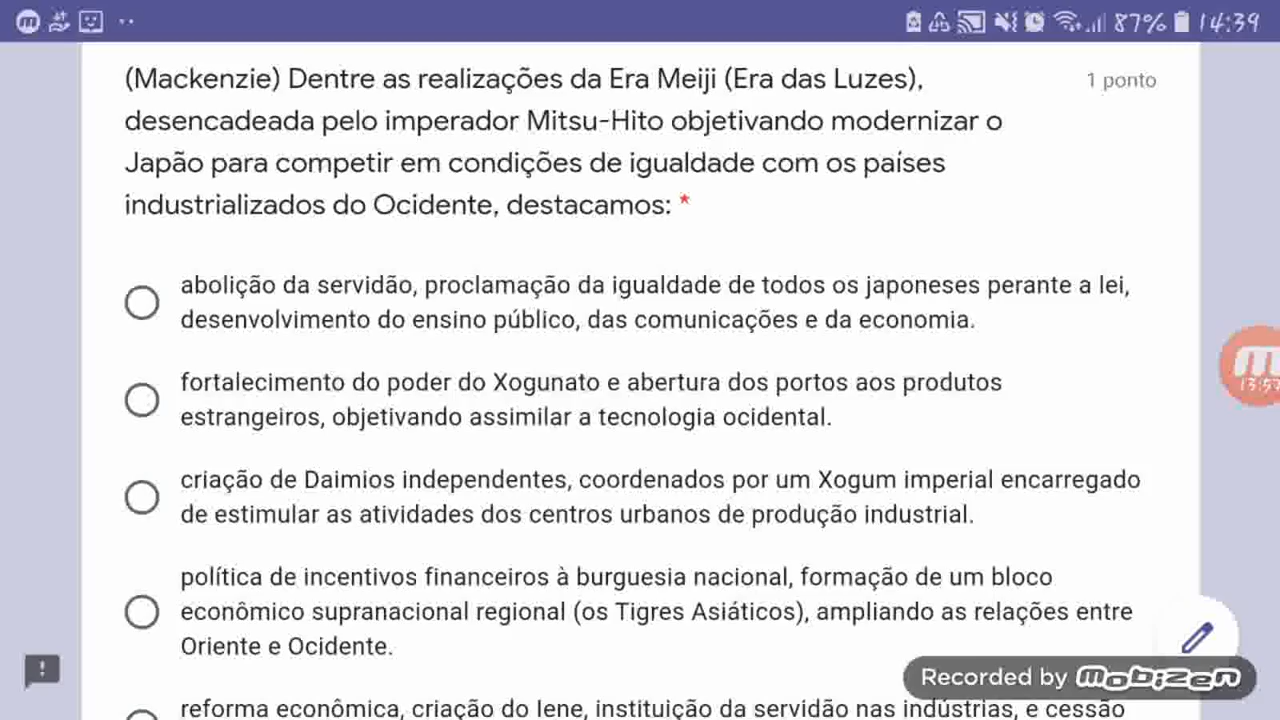 87% 14:39
(Mackenzie) Dentre as realizações da Era Meiji (Era das Luzes),
1 ponto
desencadeada pelo imperador Mitsu-Hito objetivando modernizar o
Japão para competir em condições de igualdade com os países
industrializados do Ocidente, destacamos: *
abolição da servidão, proclamação da igualdade de todos os japoneses perante a lei,
desenvolvimento do ensino público, das comunicações e da economia.
fortalecimento do poder do Xogunato e abertura dos portos aos produtos
estrangeiros, objetivando assimilar a tecnologia ocidental.
criação de Daimios independentes, coordenados por um Xogum imperial encarregado
de estimular as atividades dos centros urbanos de produção industrial.
política de incentivos financeiros à burguesia nacional, formação de um bloco
econômico supranacional regional (os Tigres Asiáticos), ampliando as relações entre
Oriente e Ocidente.
Recorded by mobizen
reforma econômica, criação do Iene, instituição da servidão nas indústrias, e cessão